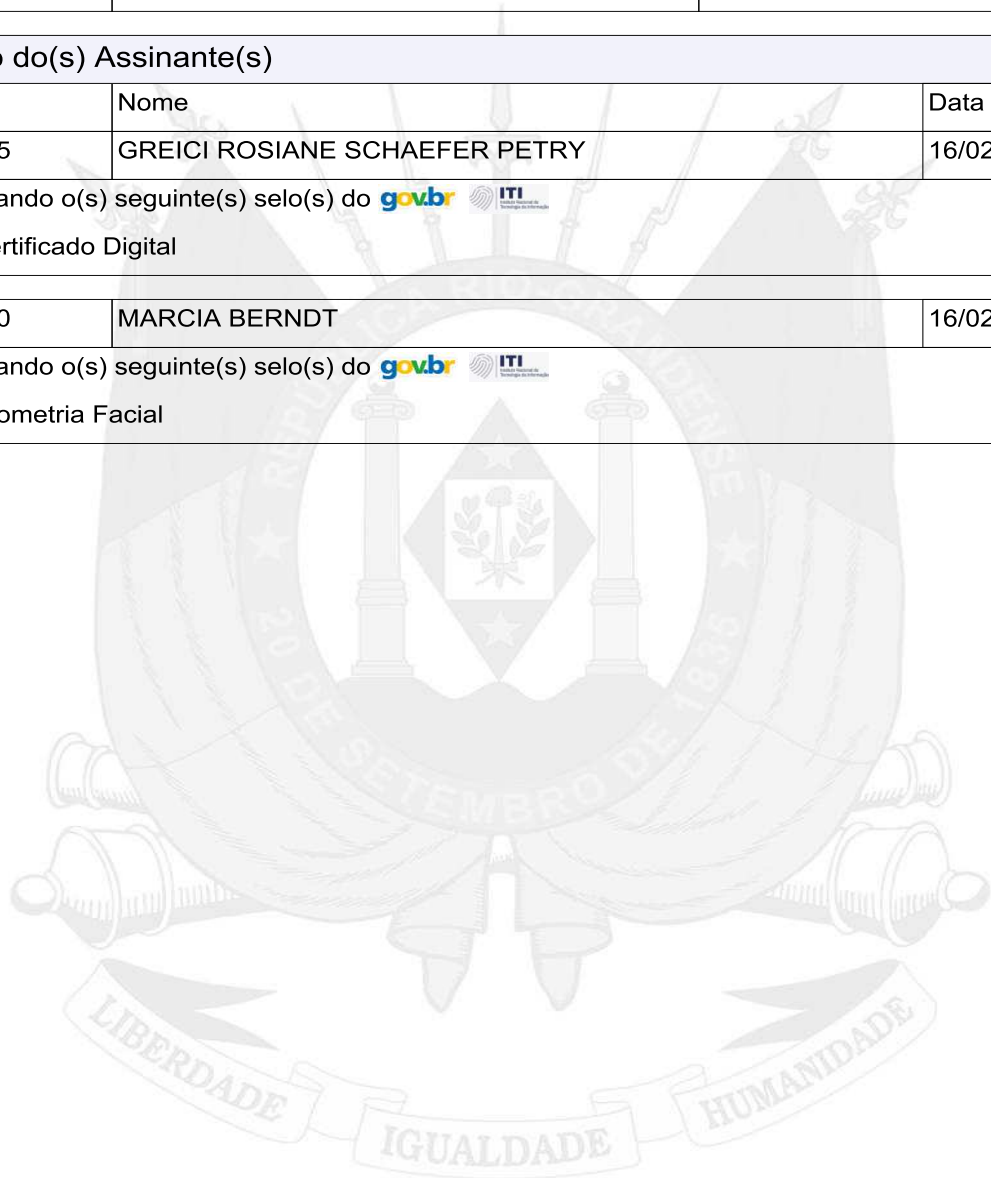 o do(s) Assinante(s)
Nome Data
5 GREICI ROSIANE SCHAEFER PETRY 16/02
ando o(s) seguinte(s) selo(s) do gov.br ITI
ertificado Digital
0 MARCIA BERNDT 16/02
ando o(s) seguinte(s) selo(s) do gov.br ITI
ometria Facial
REPÚBLICA RIO-GRANDENSE
20 DE SETEMBRO DE 1835
LIBERDADE IGUALDADE HUMANIDADE